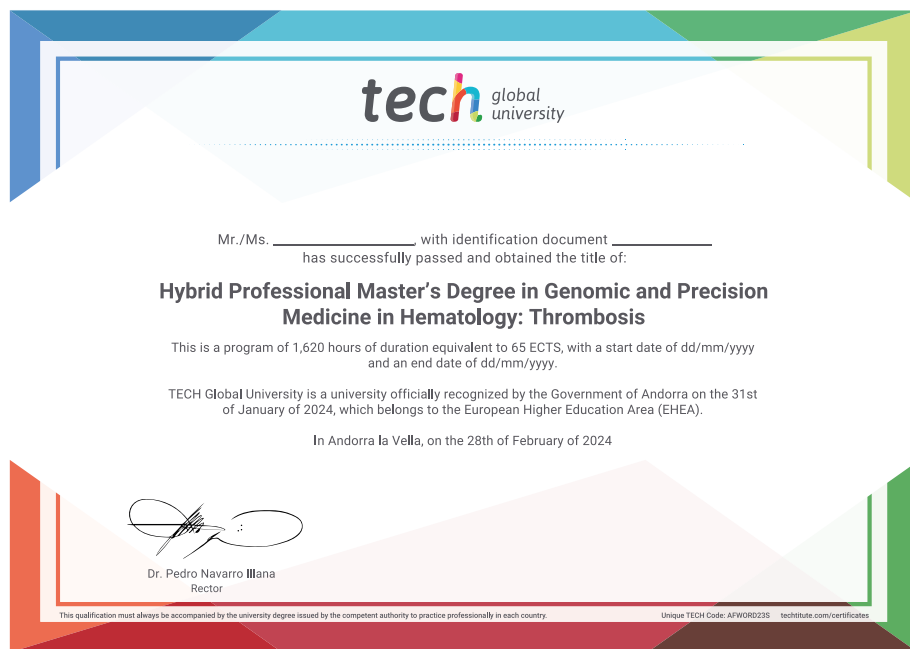 tech global
university
Mr./Ms. ____________, with identification document ____________
has successfully passed and obtained the title of:
Hybrid Professional Master’s Degree in Genomic and Precision
Medicine in Hematology: Thrombosis
This is a program of 1,620 hours of duration equivalent to 65 ECTS, with a start date of dd/mm/yyyy
and an end date of dd/mm/yyyy.
TECH Global University is a university officially recognized by the Government of Andorra on the 31st
of January of 2024, which belongs to the European Higher Education Area (EHEA).
In Andorra la Vella, on the 28th of February of 2024
Dr. Pedro Navarro Illana
Rector
This qualification must always be accompanied by the university degree issued by the competent authority to practice professionally in each country.
Unique TECH Code: AFWORD23S techtitute.com/certificates